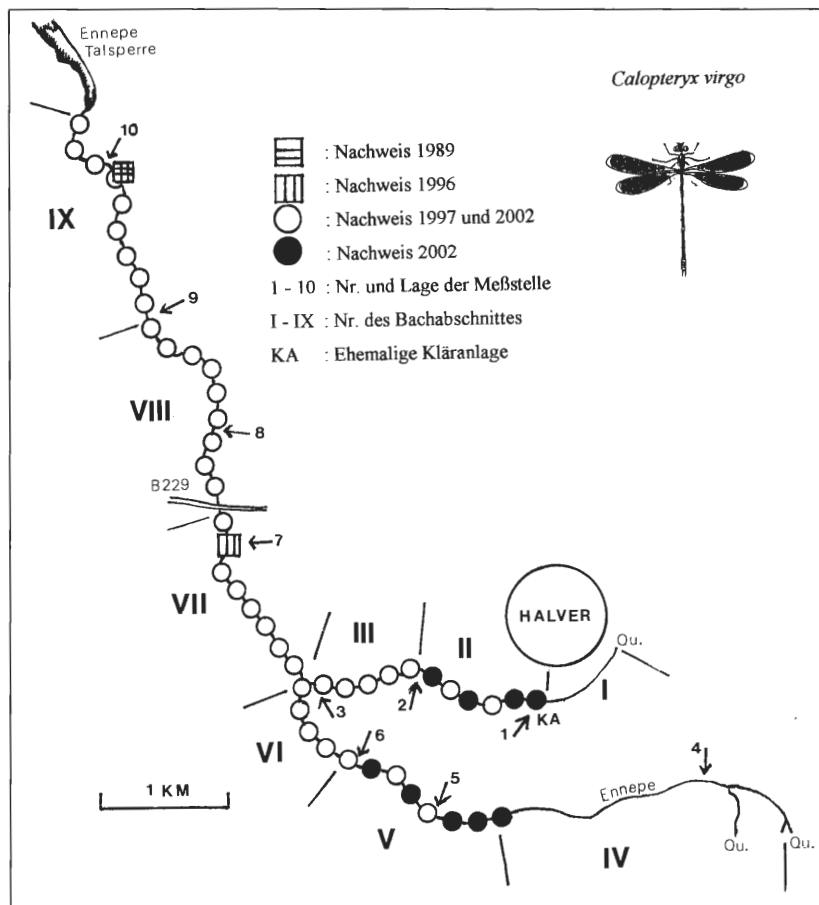 Ennepe
Talsperre
Calopteryx virgo
: Nachweis 1989
: Nachweis 1996
: Nachweis 1997 und 2002
: Nachweis 2002
1 - 10 : Nr. und Lage der Meßstelle
I - IX : Nr. des Bachabschnittes
KA : Ehemalige Kläranlage
10
IX
9
VIII
8
B229
7
VII
III
II
HALVER
Qu.
I
2
3
1
KA
VI
6
5
4
1 KM
Ennepe
V
IV
Qu.
Qu.